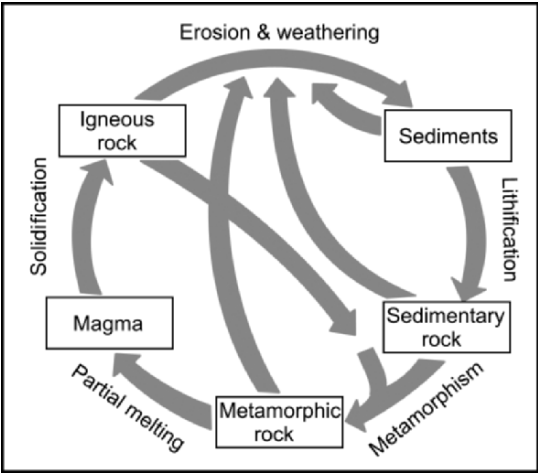 Erosion & weathering
Igneous
rock
Sediments
Solidification
Lithification
Magma
Sedimentary
rock
Partial melting
Metamorphic
rock
Metamorphism